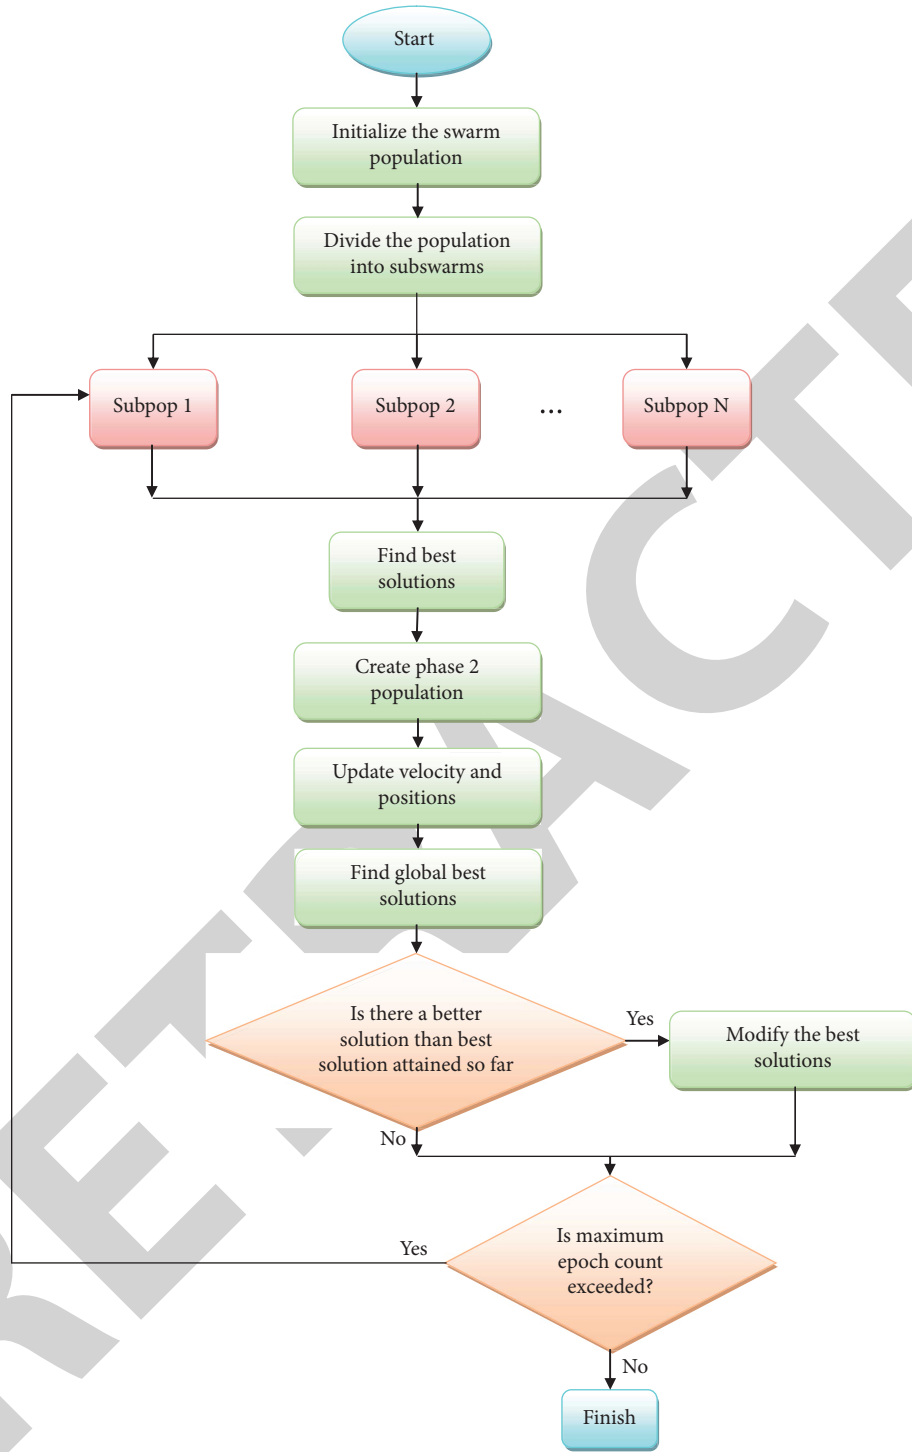 Start
Initialize the swarm
population
Divide the population
into subswarms
Subpop 1
Subpop 2
...
Subpop N
Find best
solutions
Create phase 2
population
Update velocity and
positions
Find global best
solutions
Is there a better
solution than best
solution attained so far
Yes
Modify the best
solutions
No
Is maximum
epoch count
exceeded?
Yes
No
Finish
RETRACTE